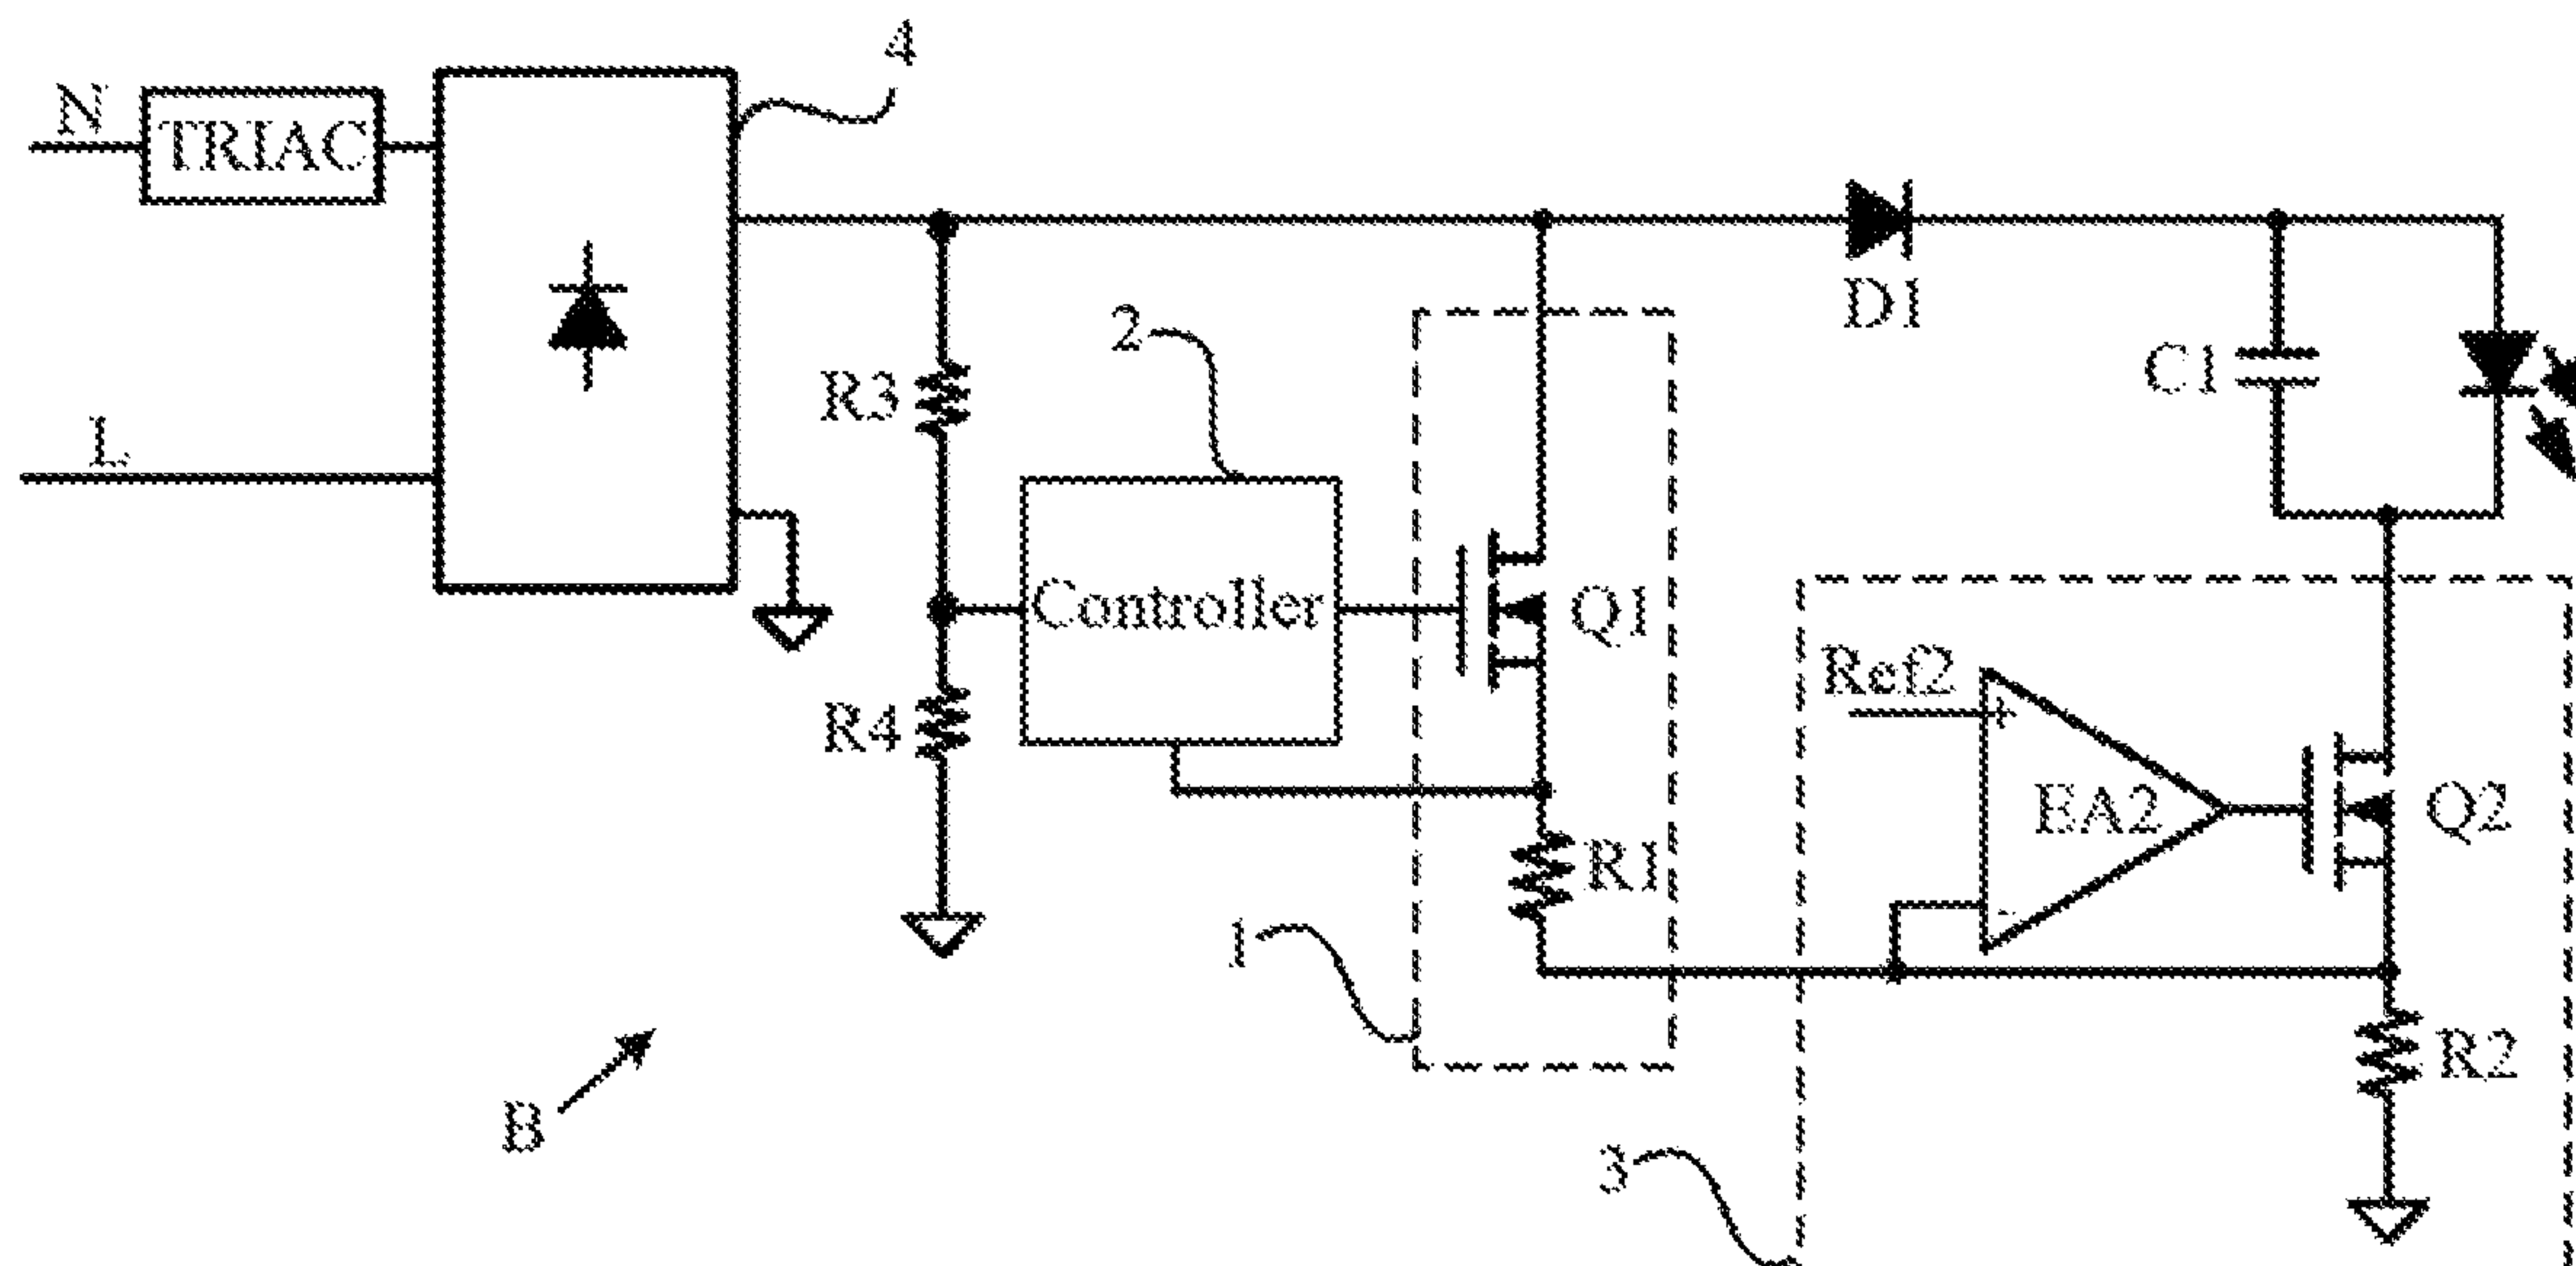 4
N
TRIAC
L
2
D1
R3
C1
Controller
Q1
Ref2
+
R4
EA2
Q2
R1
-
1
R2
B
3